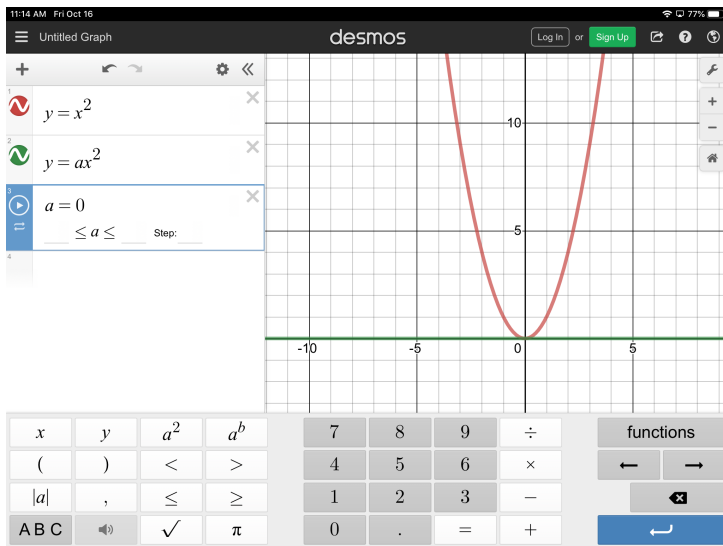 11:14 AM Fri Oct 16
77%
Untitled Graph
desmos
Log In or Sign Up
1
y = x²
2
y = ax²
3
a = 0
≤ a ≤ Step:
4
10
5
-10 -5 0 5
x y a² a^b 7 8 9 ÷ functions
( ) < > 4 5 6 × ← →
|a| , ≤ ≥ 1 2 3 −
A B C √ π 0 . = +